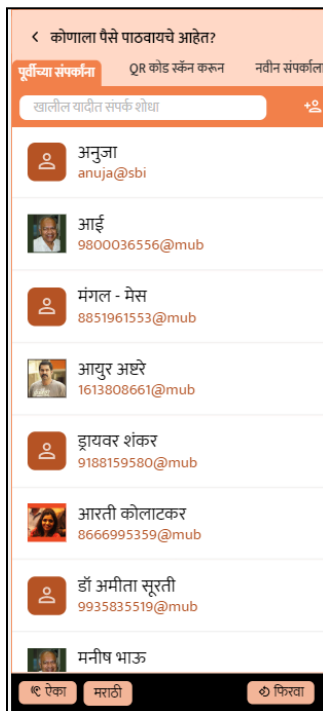 कोणाला पैसे पाठवायचे आहेत?
पूर्वीच्या संपर्कांना QR कोड स्कॅन करून नवीन संपर्काला
खालील यादीत संपर्क शोधा
अनुजा
anuja@sbi
आई
9800036556@mub
मंगल - मेस
8851961553@mub
आयुर अष्टरे
1613808661@mub
ड्रायवर शंकर
9188159580@mub
आरती कोलाटकर
8666995359@mub
डॉ अमीता सूरती
9935835519@mub
मनीष भाऊ
ऐका मराठी फिरवा